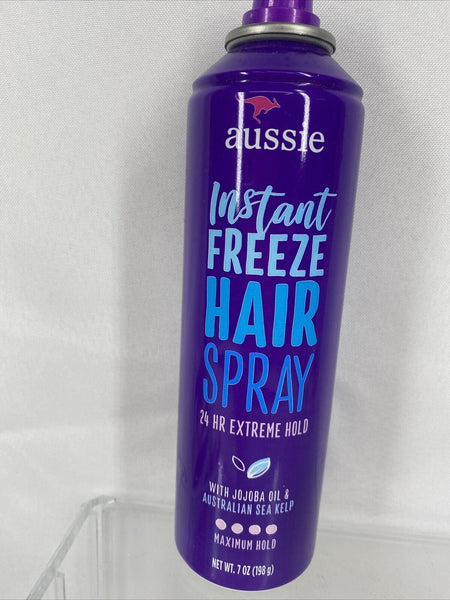 aussie
Instant
FREEZE
HAIR
SPRAY
24 HR EXTREME HOLD
WITH JOJOBA OIL &
AUSTRALIAN SEA KELP
MAXIMUM HOLD
NET WT. 7 OZ (198 g)